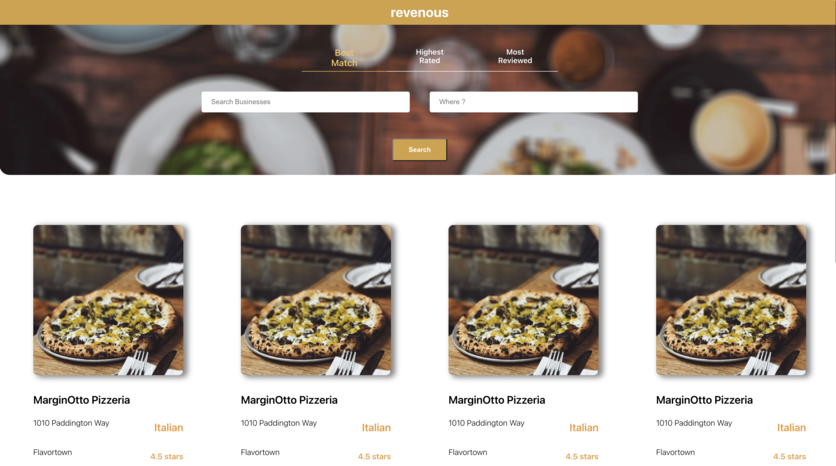 revenous
Best
Match
Highest
Rated
Most
Reviewed
Search Businesses
Where ?
Search
MarginOtto Pizzeria
1010 Paddington Way
Italian
Flavortown
4.5 stars
MarginOtto Pizzeria
1010 Paddington Way
Italian
Flavortown
4.5 stars
MarginOtto Pizzeria
1010 Paddington Way
Italian
Flavortown
4.5 stars
MarginOtto Pizzeria
1010 Paddington Way
Italian
Flavortown
4.5 stars